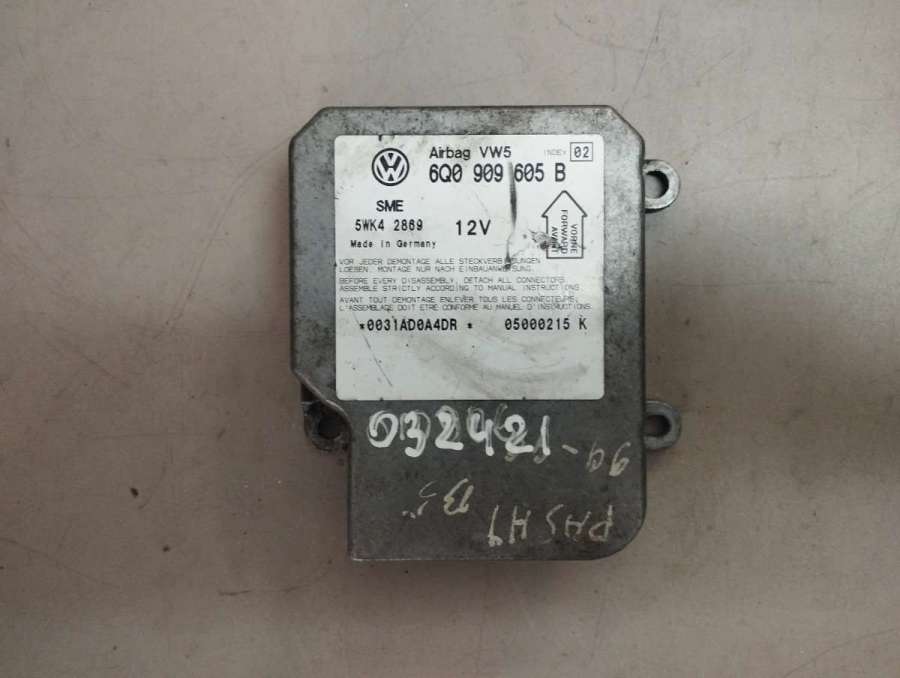 VW
Airbag VW5 INDEX 02
6Q0 909 605 B
SME
5WK4 2869 12V
Made in Germany
VORNE
FORWARD
AVANT
VOR JEDER DEMONTAGE ALLE STECKVERBINDUNGEN
LOESEN. MONTAGE NUR NACH EINBAUANWEISUNG.
BEFORE EVERY DISASSEMBLY, DETACH ALL CONNECTORS
ASSEMBLE STRICTLY ACCORDING TO MANUAL INSTRUCTIONS
AVANT TOUT DEMONTAGE ENLEVER TOUS LES CONNECTEURS,
L'ASSEMBLAGE DOIT ETRE CONFORME AU MANUEL D'INSTRUCTIONS.
*0031AD0A4DR * 05000215 K
032421
B5